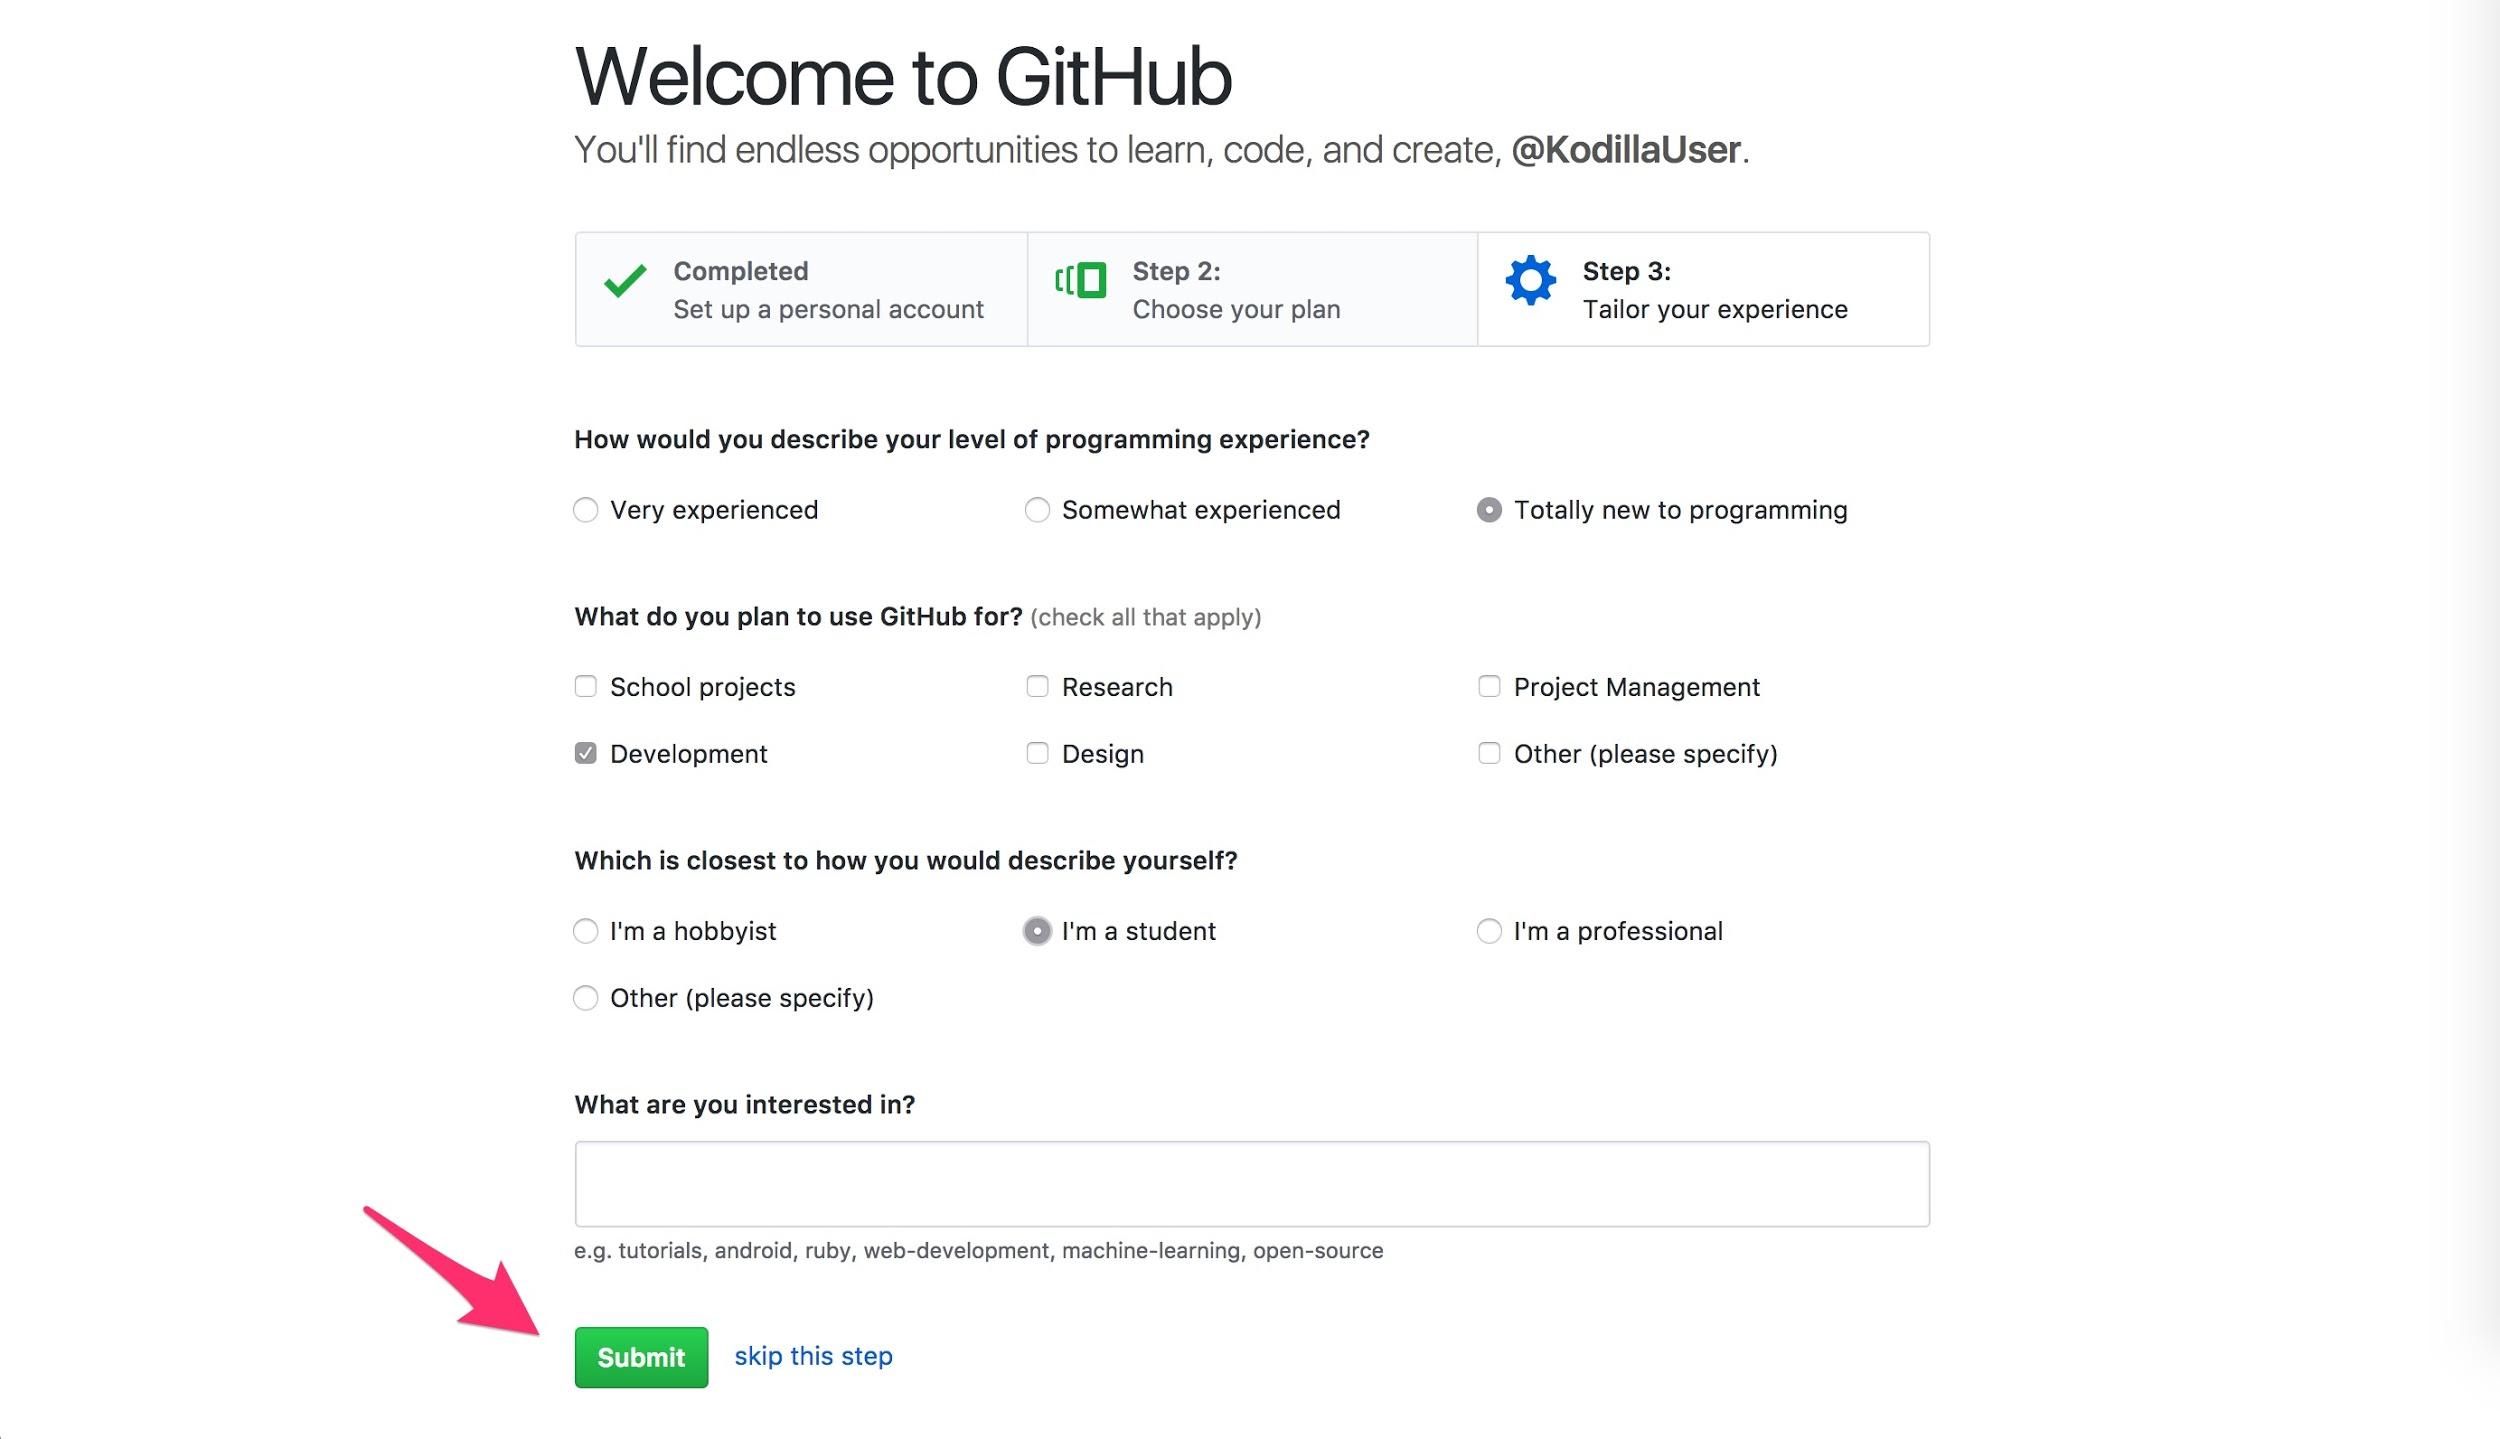 Welcome to GitHub
You'll find endless opportunities to learn, code, and create, @KodillaUser.
Completed
Set up a personal account
Step 2:
Choose your plan
Step 3:
Tailor your experience
How would you describe your level of programming experience?
Very experienced
Somewhat experienced
Totally new to programming
What do you plan to use GitHub for? (check all that apply)
School projects
Research
Project Management
Development
Design
Other (please specify)
Which is closest to how you would describe yourself?
I'm a hobbyist
I'm a student
I'm a professional
Other (please specify)
What are you interested in?
e.g. tutorials, android, ruby, web-development, machine-learning, open-source
Submit
skip this step